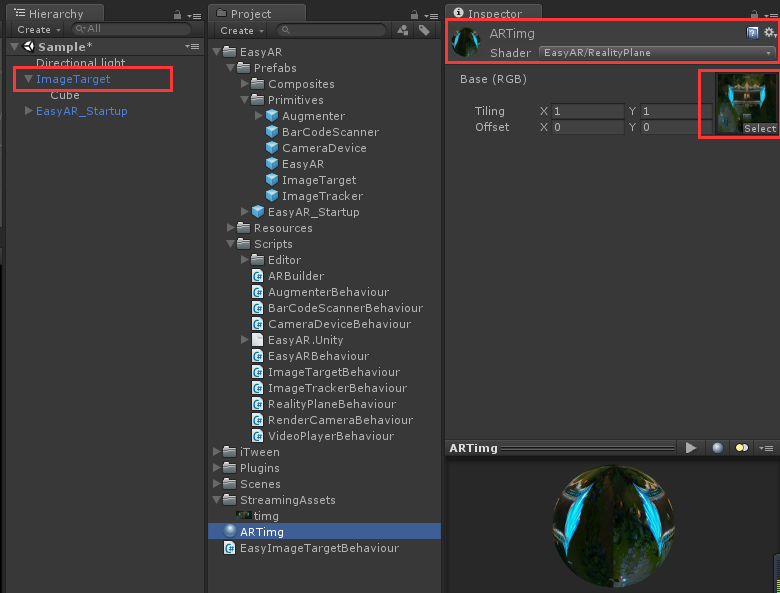 Hierarchy
Create
All
Sample*
Directional light
ImageTarget
Cube
EasyAR_Startup
Project
Create
EasyAR
Prefabs
Composites
Primitives
Augmenter
BarCodeScanner
CameraDevice
EasyAR
ImageTarget
ImageTracker
EasyAR_Startup
Resources
Scripts
Editor
ARBuilder
AugmenterBehaviour
BarCodeScannerBehaviour
CameraDeviceBehaviour
EasyAR.Unity
EasyARBehaviour
ImageTargetBehaviour
ImageTrackerBehaviour
RealityPlaneBehaviour
RenderCameraBehaviour
VideoPlayerBehaviour
iTween
Plugins
Scenes
StreamingAssets
timg
ARTimg
EasyImageTargetBehaviour
Inspector
ARTimg
Shader EasyAR/RealityPlane
Base (RGB)
Tiling X 1 Y 1
Offset X 0 Y 0
Select
ARTimg